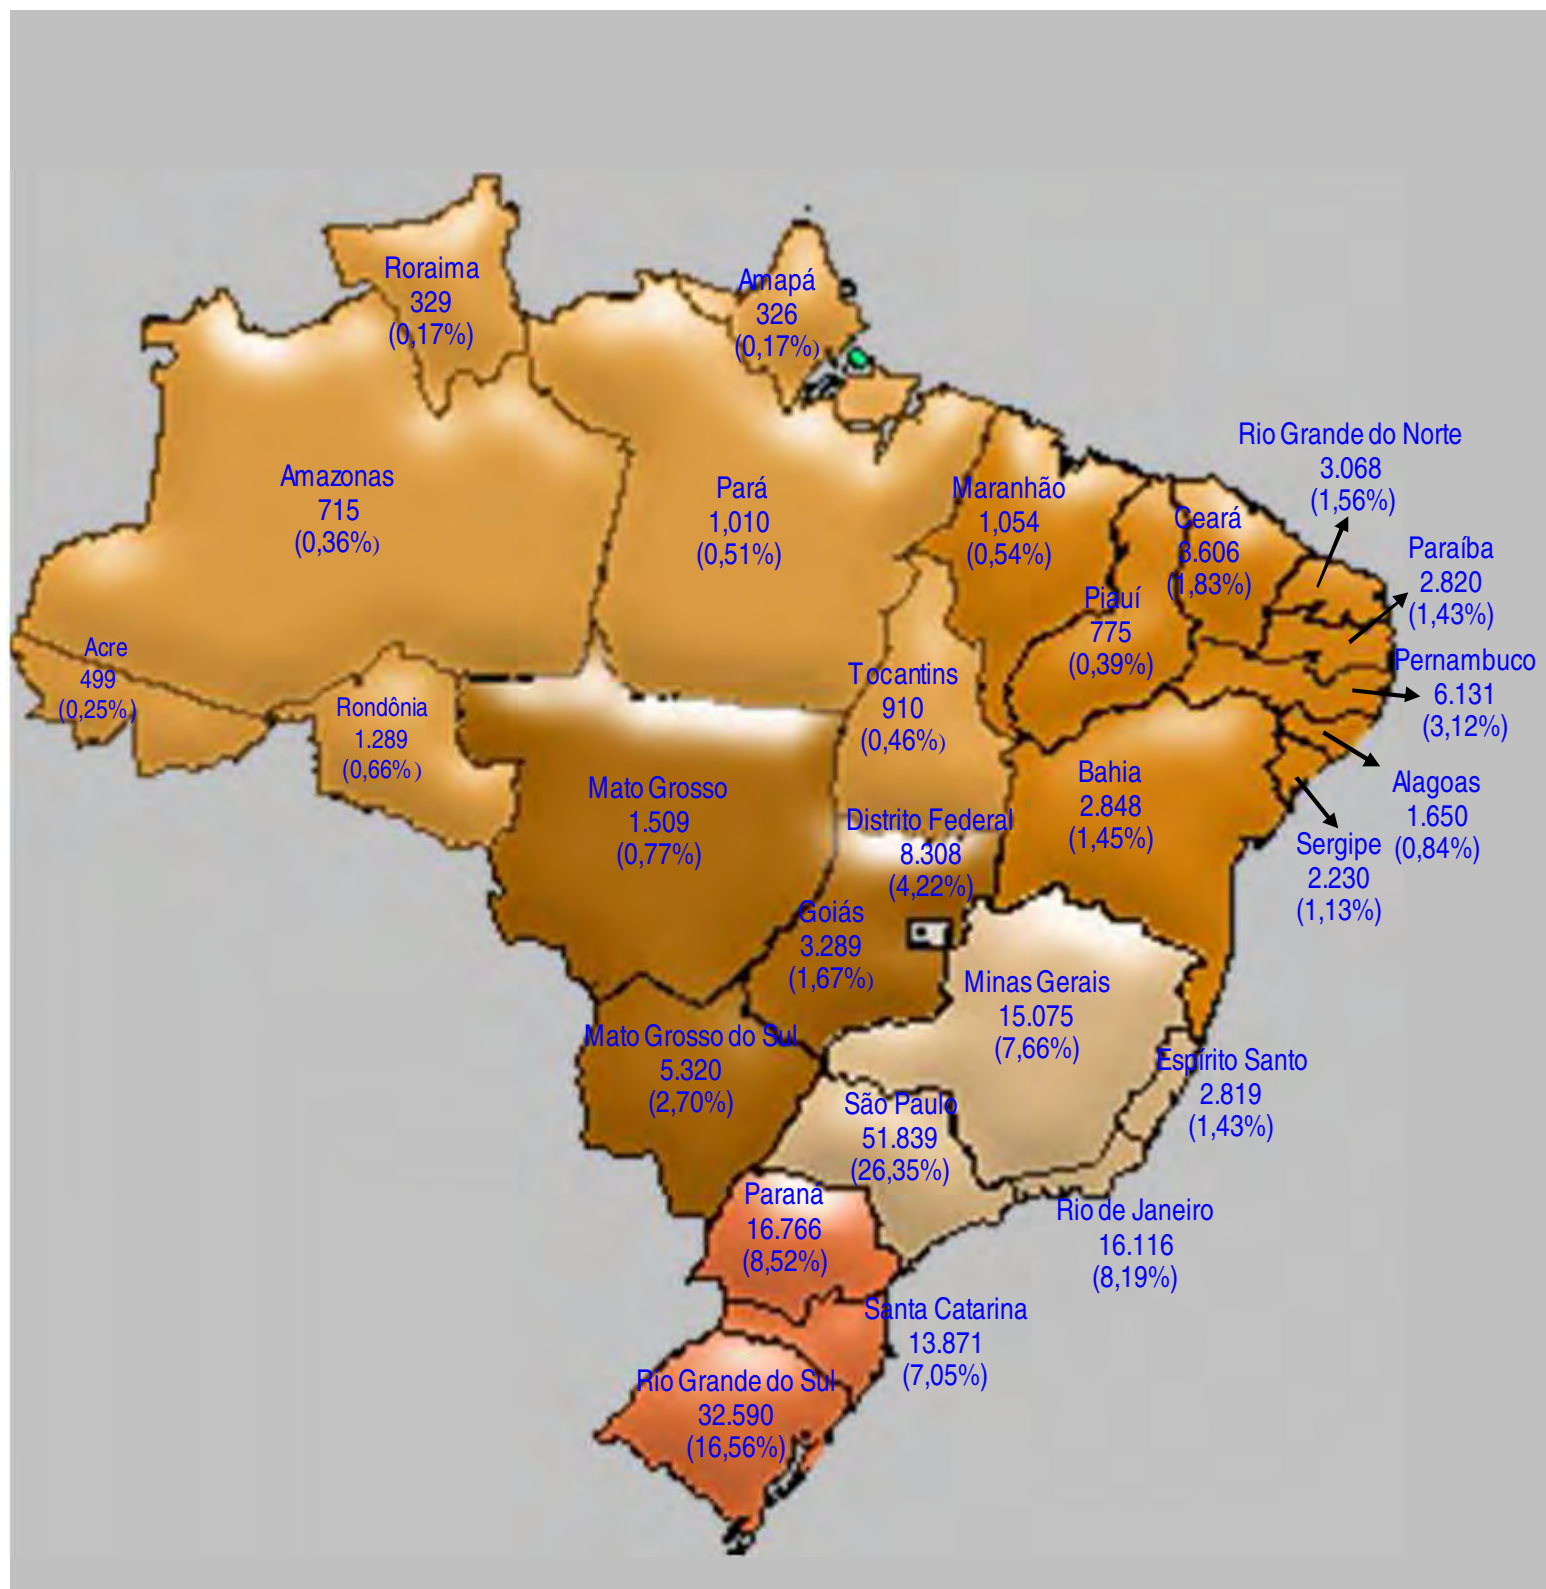 Roraima
329
(0,17%)
Amapá
326
(0,17%)
Amazonas
715
(0,36%)
Pará
1,010
(0,51%)
Maranhão
1,054
(0,54%)
Ceará
3.606
(1,83%)
Rio Grande do Norte
3.068
(1,56%)
Paraíba
2.820
(1,43%)
Piauí
775
(0,39%)
Acre
499
(0,25%)
Rondônia
1.289
(0,66%)
Tocantins
910
(0,46%)
Pernambuco
6.131
(3,12%)
Mato Grosso
1.509
(0,77%)
Distrito Federal
8.308
(4,22%)
Bahia
2.848
(1,45%)
Alagoas
1.650
(0,84%)
Sergipe
2.230
(1,13%)
Goiás
3.289
(1,67%)
Minas Gerais
15.075
(7,66%)
Mato Grosso do Sul
5.320
(2,70%)
Espírito Santo
2.819
(1,43%)
São Paulo
51.839
(26,35%)
Paraná
16.766
(8,52%)
Rio de Janeiro
16.116
(8,19%)
Santa Catarina
13.871
(7,05%)
Rio Grande do Sul
32.590
(16,56%)